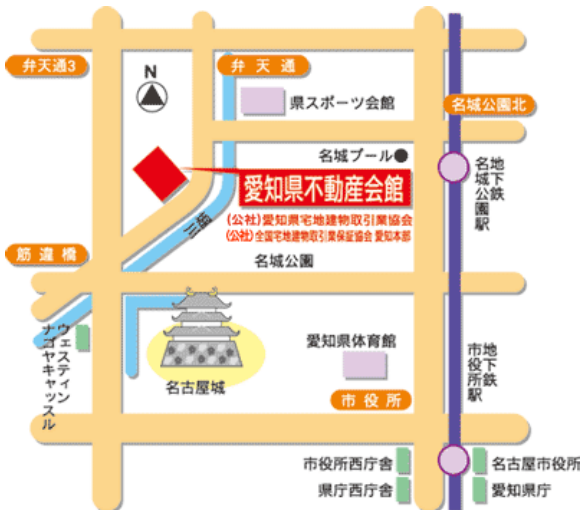 弁天通3
弁天通
N
県スポーツ会館
名城公園北
名城プール
地下鉄
名城公園駅
愛知県不動産会館
(公社)愛知県宅地建物取引業協会
(公社)全国宅地建物取引業保証協会 愛知本部
堀川
筋違橋
名城公園
ウェスティン
ナゴヤキャッスル
名古屋城
愛知県体育館
地下鉄
市役所駅
市役所
市役所西庁舎
名古屋市役所
県庁西庁舎
愛知県庁